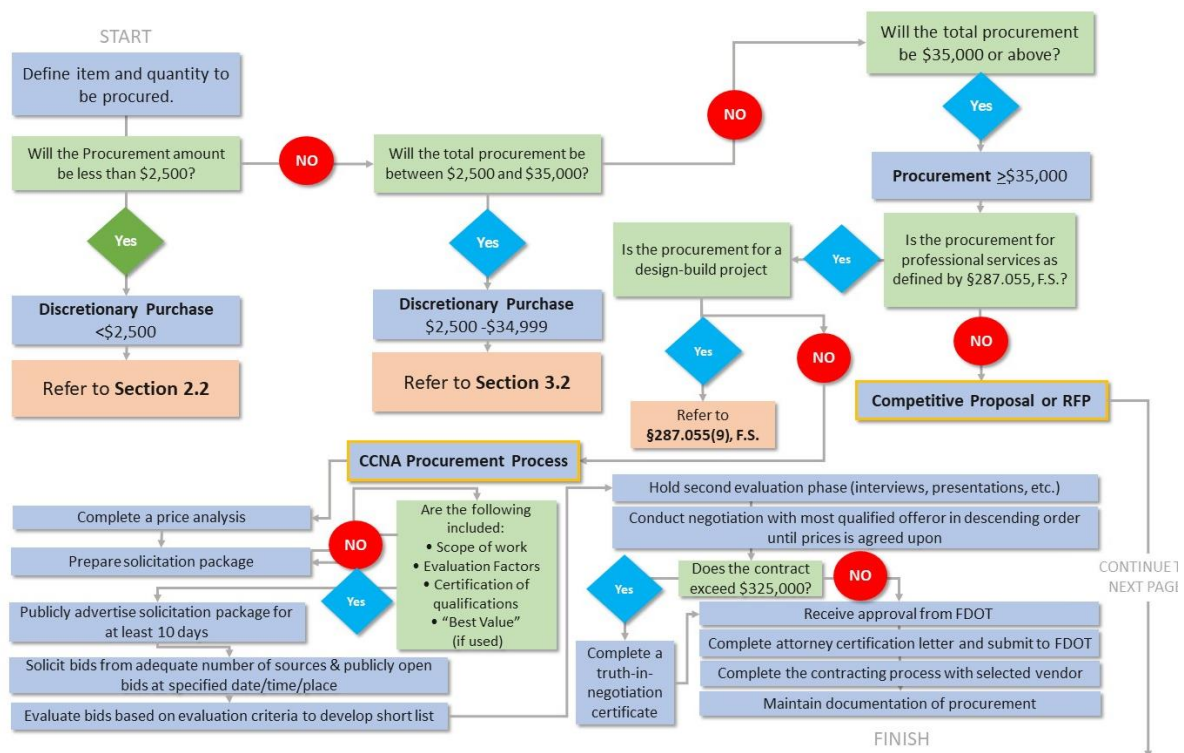 START
Define item and quantity to
be procured.
Will the Procurement amount
be less than $2,500?
NO
Yes
Discretionary Purchase
<$2,500
Refer to Section 2.2
Will the total procurement be
between $2,500 and $35,000?
NO
Yes
Discretionary Purchase
$2,500 -$34,999
Refer to Section 3.2
Will the total procurement
be $35,000 or above?
Yes
Procurement ≥$35,000
Is the procurement for
professional services as
defined by §287.055, F.S.?
Yes
NO
Competitive Proposal or RFP
Is the procurement for a
design-build project
Yes
NO
Refer to
§287.055(9), F.S.
CCNA Procurement Process
Complete a price analysis
Prepare solicitation package
NO
Are the following
included:
• Scope of work
• Evaluation Factors
• Certification of
qualifications
• “Best Value”
(if used)
Yes
Publicly advertise solicitation package for
at least 10 days
Solicit bids from adequate number of sources & publicly open
bids at specified date/time/place
Evaluate bids based on evaluation criteria to develop short list
Hold second evaluation phase (interviews, presentations, etc.)
Conduct negotiation with most qualified offeror in descending order
until prices is agreed upon
Does the contract
exceed $325,000?
Yes
NO
Complete a
truth-in-
negotiation
certificate
Receive approval from FDOT
Complete attorney certification letter and submit to FDOT
Complete the contracting process with selected vendor
Maintain documentation of procurement
FINISH
CONTINUE T
NEXT PAGE